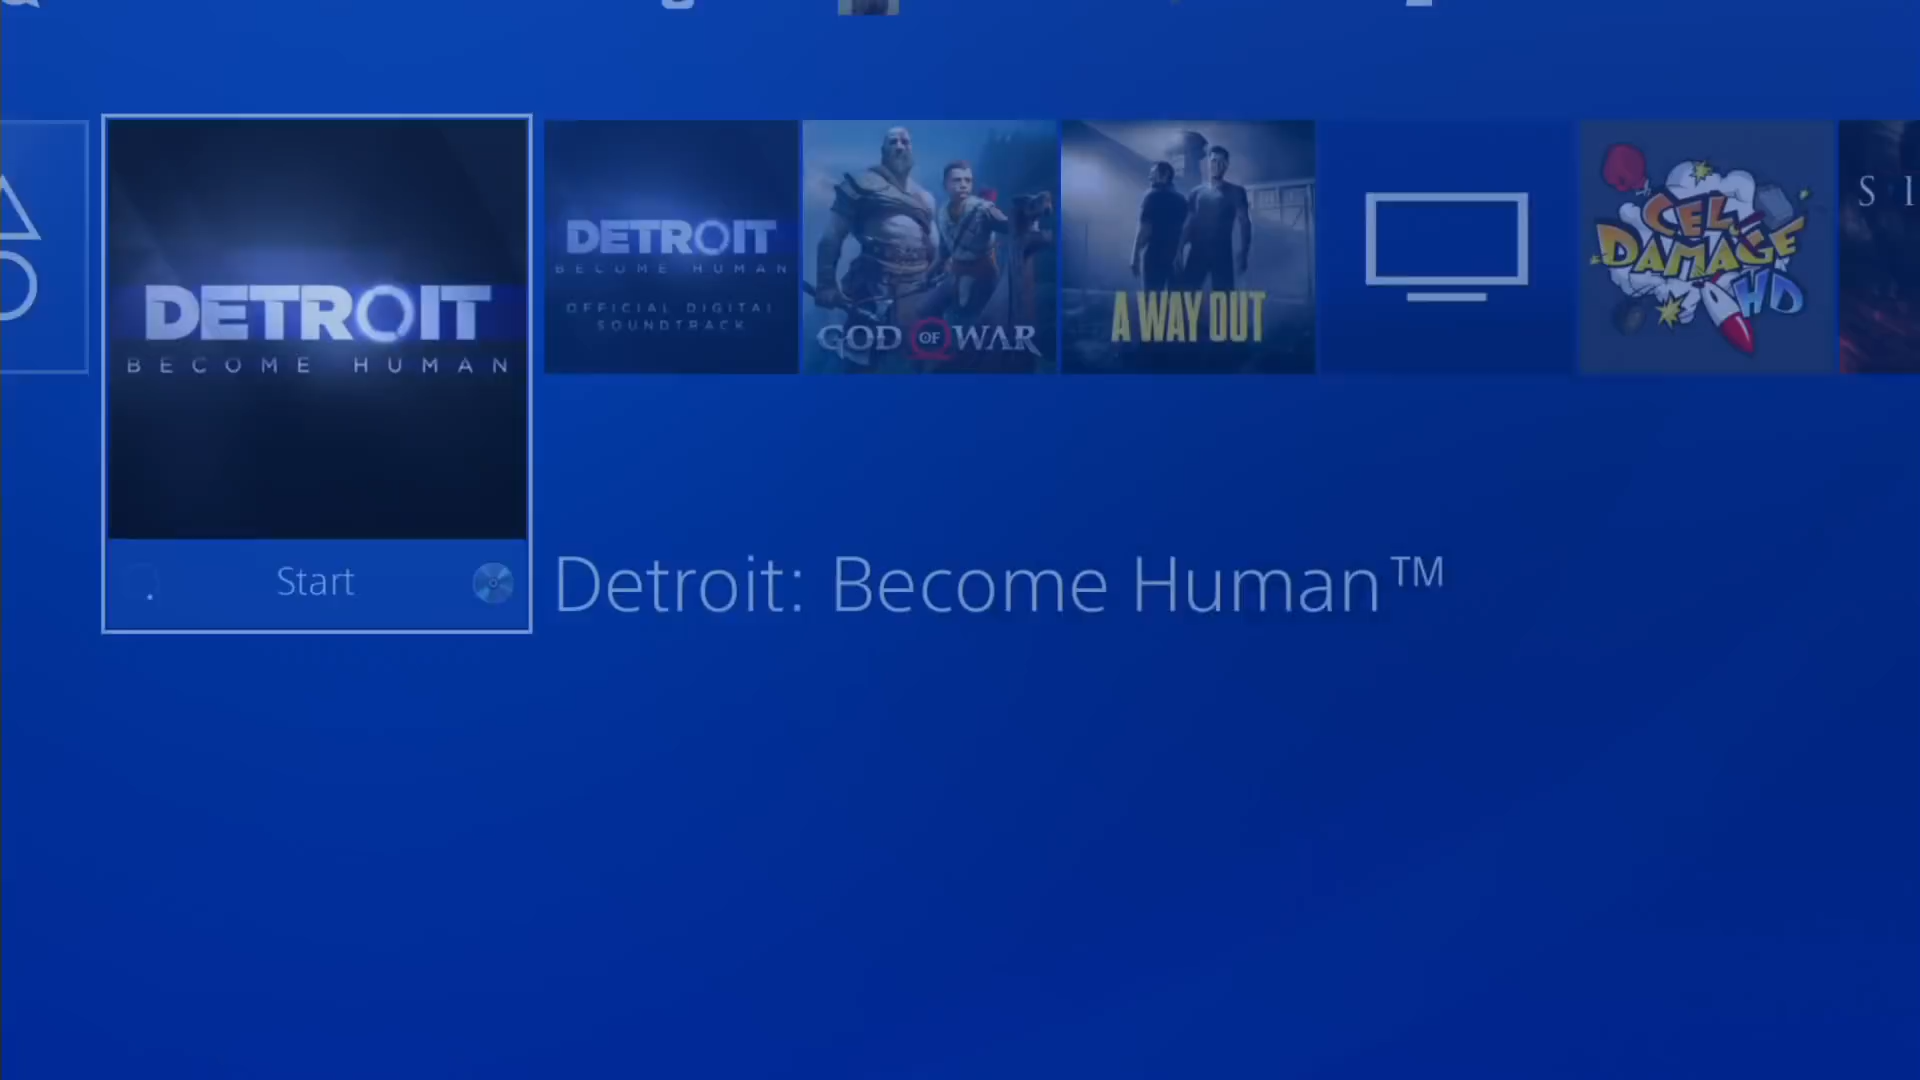 DETROIT
BECOME HUMAN
DETROIT
BECOME HUMAN
OFFICIAL DIGITAL
SOUNDTRACK
GOD OF WAR
A WAY OUT
CEL
DAMAGE
HD
Start
Detroit: Become Human™